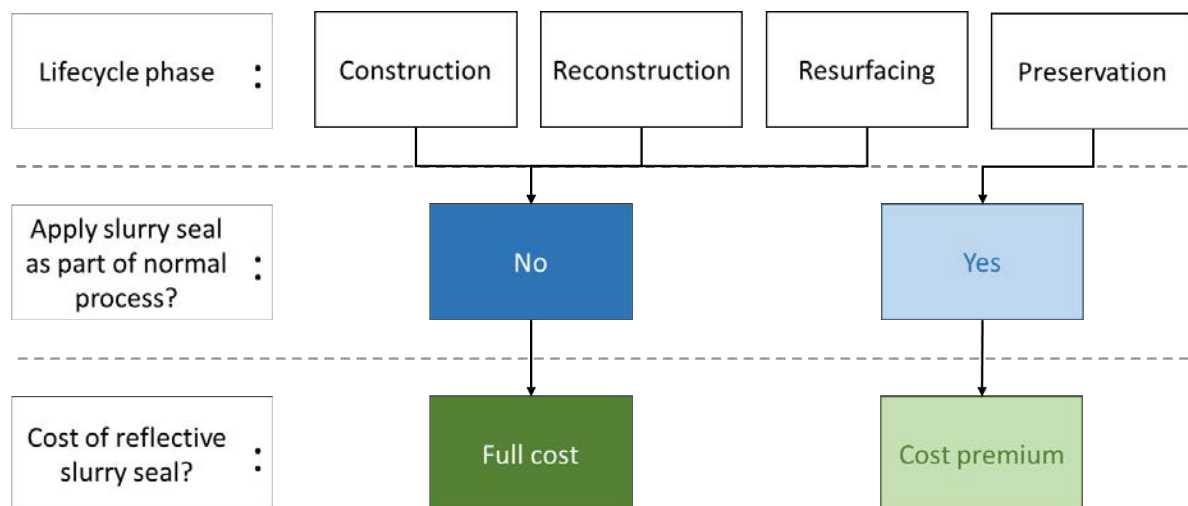 Lifecycle phase :
Construction
Reconstruction
Resurfacing
Preservation
Apply slurry seal
as part of normal :
process?
No
Yes
Cost of reflective
slurry seal? :
Full cost
Cost premium